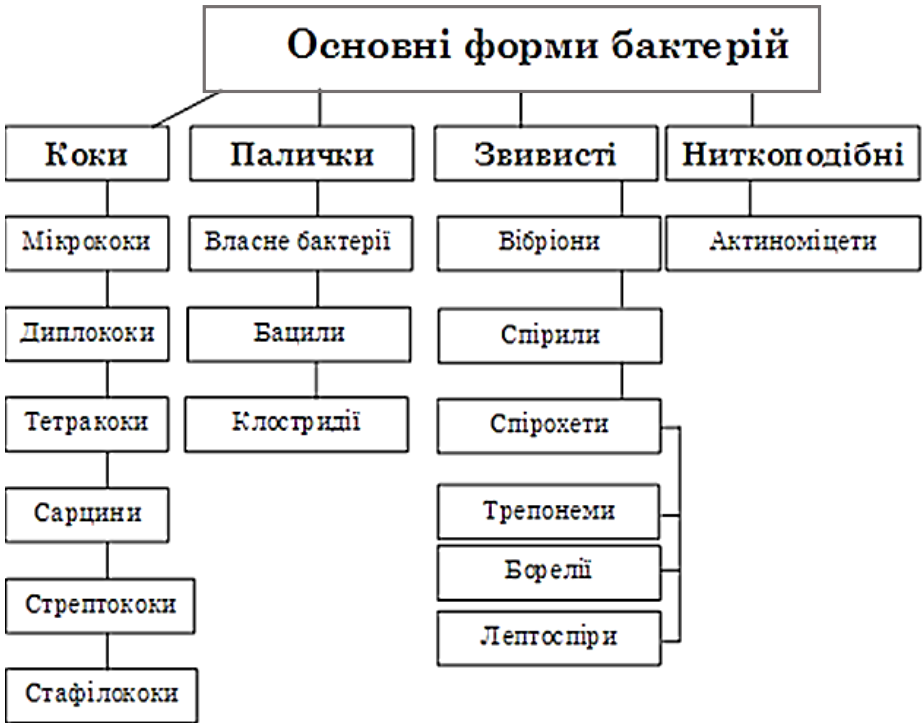 Основні форми бактерій
Коки
Палички
Звивисті
Ниткоподібні
Мікрококи
Власне бактерії
Вібріони
Актиноміцети
Диплококи
Бацили
Спірили
Тетракоки
Клостридії
Спірохети
Сарцини
Трепонеми
Борелії
Стрептококи
Лептоспіри
Стафілококи